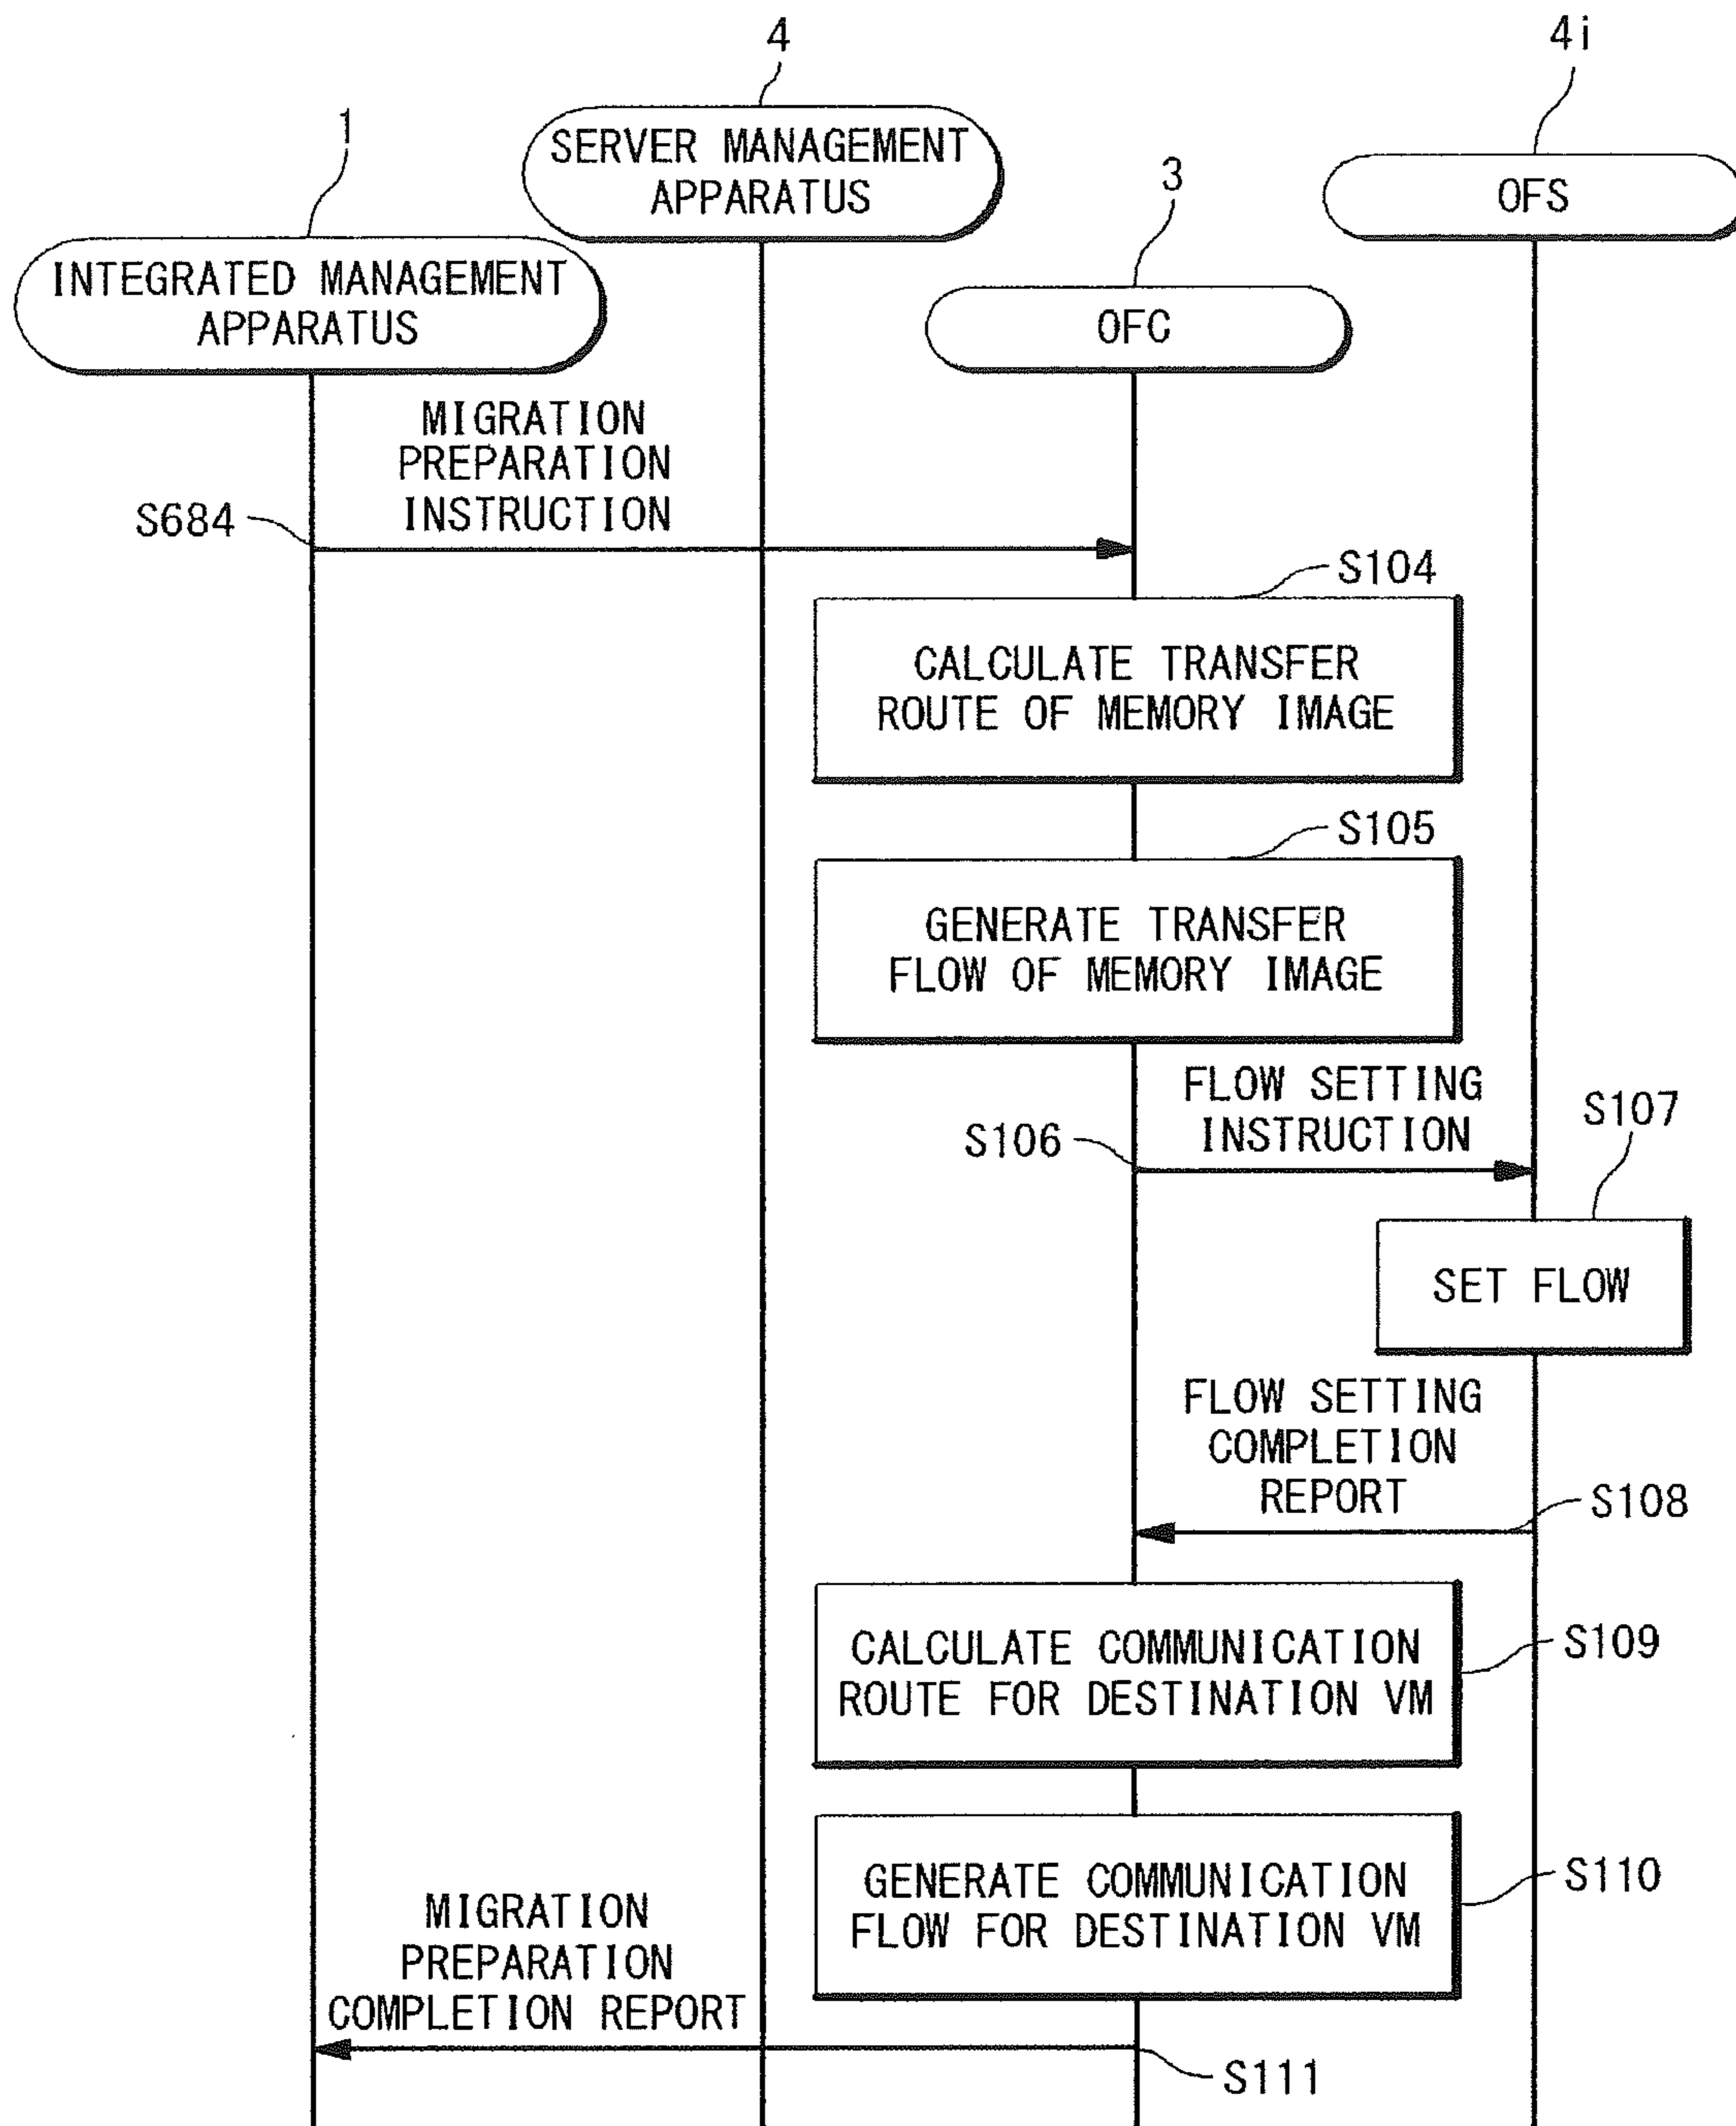 4
4i
SERVER MANAGEMENT
APPARATUS
1
3
OFS
INTEGRATED MANAGEMENT
APPARATUS
OFC
MIGRATION
PREPARATION
INSTRUCTION
S684
S104
CALCULATE TRANSFER
ROUTE OF MEMORY IMAGE
S105
GENERATE TRANSFER
FLOW OF MEMORY IMAGE
FLOW SETTING
INSTRUCTION
S106
S107
SET FLOW
FLOW SETTING
COMPLETION
REPORT
S108
CALCULATE COMMUNICATION
ROUTE FOR DESTINATION VM
S109
GENERATE COMMUNICATION
FLOW FOR DESTINATION VM
S110
MIGRATION
PREPARATION
COMPLETION REPORT
S111